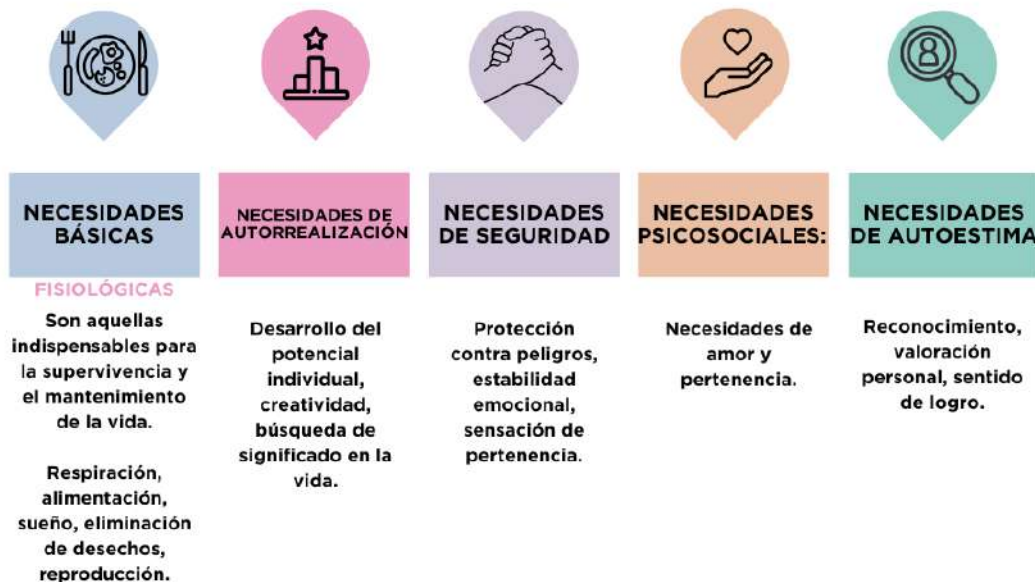 NECESIDADES
BÁSICAS
FISIOLÓGICAS
Son aquellas
indispensables para
la supervivencia y
el mantenimiento
de la vida.
Respiración,
alimentación,
sueño, eliminación
de desechos,
reproducción.
NECESIDADES DE
AUTORREALIZACIÓN
Desarrollo del
potencial
individual,
creatividad,
búsqueda de
significado en la
vida.
NECESIDADES
DE SEGURIDAD
Protección
contra peligros,
estabilidad
emocional,
sensación de
pertenencia.
NECESIDADES
PSICOSOCIALES:
Necesidades de
amor y
pertenencia.
NECESIDADES
DE AUTOESTIMA
Reconocimiento,
valoración
personal, sentido
de logro.